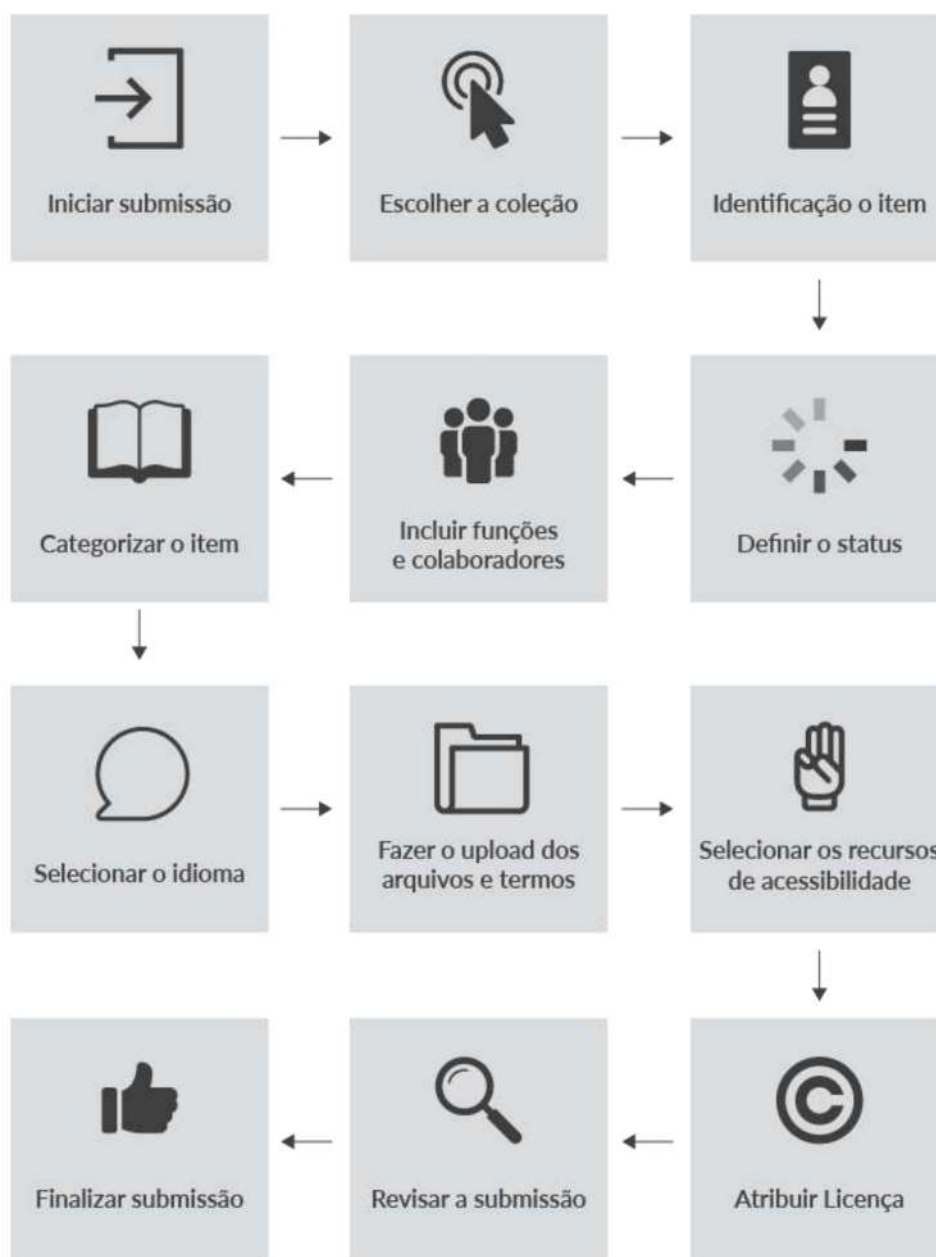 Iniciar submissão
Escolher a coleção
Identificação o item
Definir o status
Incluir funções
e colaboradores
Categorizar o item
Selecionar o idioma
Fazer o upload dos
arquivos e termos
Selecionar os recursos
de acessibilidade
Atribuir Licença
Revisar a submissão
Finalizar submissão